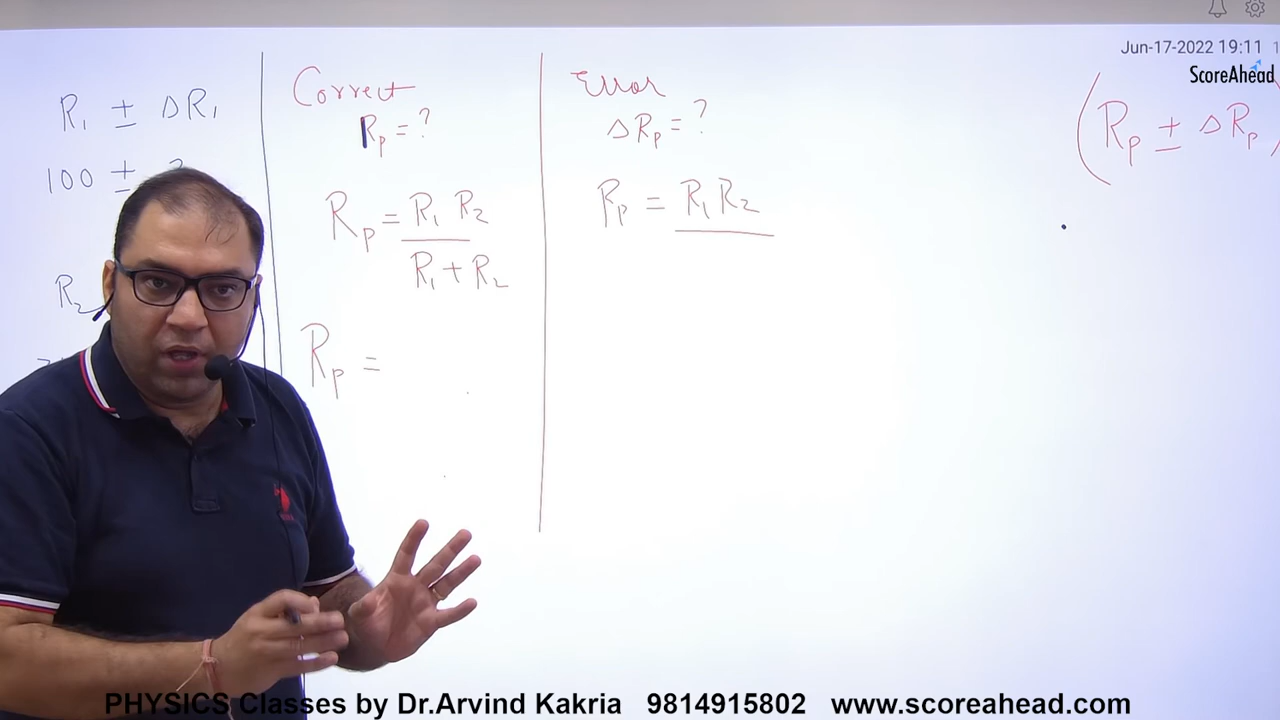 Jun-17-2022 19:11
ScoreAhead
R₁ ± ΔR₁
100 ±
R₂
Correct
Rₚ = ?
Rₚ = R₁ R₂
R₁ + R₂
Rₚ =
Error
ΔRₚ = ?
Rₚ = R₁ R₂
(Rₚ ± ΔRₚ
PHYSICS Classes by Dr.Arvind Kakria 9814915802 www.scoreahead.com